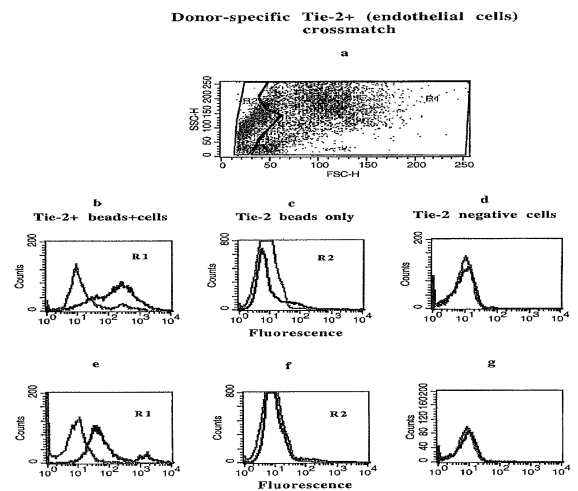 Donor-specific Tie-2+ (endothelial cells)
crossmatch
a
SSC-H
0 50 100 150 200 250
R2
R1
0 50 100 150 200 250
FSC-H
b
Tie-2+ beads+cells
c
Tie-2 beads only
d
Tie-2 negative cells
Counts
200
0
R1
10^0 10^1 10^2 10^3 10^4
Counts
800
0
R2
10^0 10^1 10^2 10^3 10^4
Fluorescence
Counts
200
0
10^0 10^1 10^2 10^3 10^4
e
f
g
Counts
200
0
R1
10^0 10^1 10^2 10^3 10^4
Counts
800
0
R2
10^0 10^1 10^2 10^3 10^4
Fluorescence
Counts
0 40 80 120 160 200
10^0 10^1 10^2 10^3 10^4